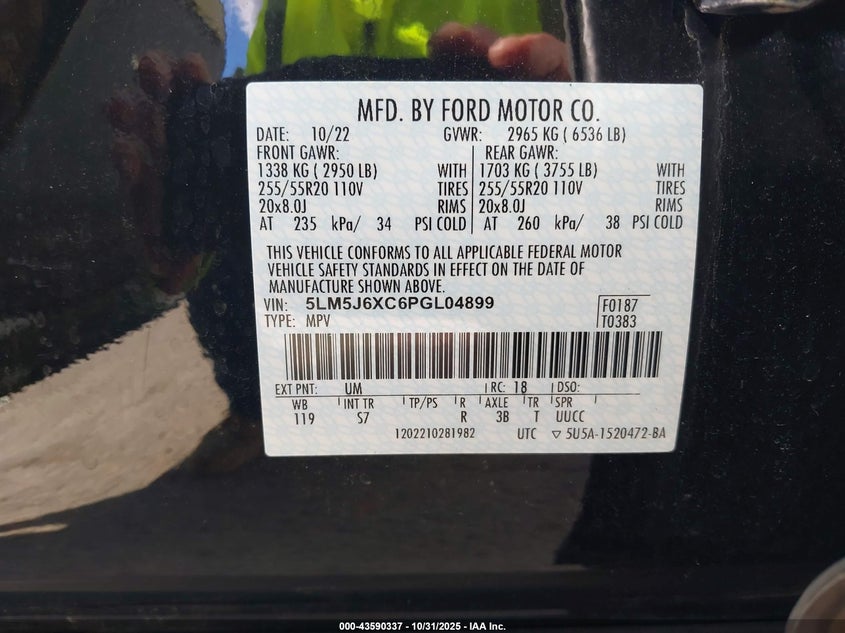 MFD. BY FORD MOTOR CO.
DATE: 10/22 GVWR: 2965 KG ( 6536 LB)
FRONT GAWR: REAR GAWR:
1338 KG ( 2950 LB) WITH 1703 KG ( 3755 LB) WITH
255/55R20 110V TIRES 255/55R20 110V TIRES
20x8.0J RIMS 20x8.0J RIMS
AT 235 kPa/ 34 PSI COLD AT 260 kPa/ 38 PSI COLD
THIS VEHICLE CONFORMS TO ALL APPLICABLE FEDERAL MOTOR
VEHICLE SAFETY STANDARDS IN EFFECT ON THE DATE OF
MANUFACTURE SHOWN ABOVE.
VIN: 5LM5J6XC6PGL04899 F0187
TYPE: MPV T0383
EXT PNT: UM RC: 18 DSO:
WB INT TR TP/PS R AXLE TR SPR
119 S7 R 3B T UUCC
1202210281982 UTC ▽ 5U5A-1520472-BA
000-43590337 - 10/31/2025 - IAA Inc.